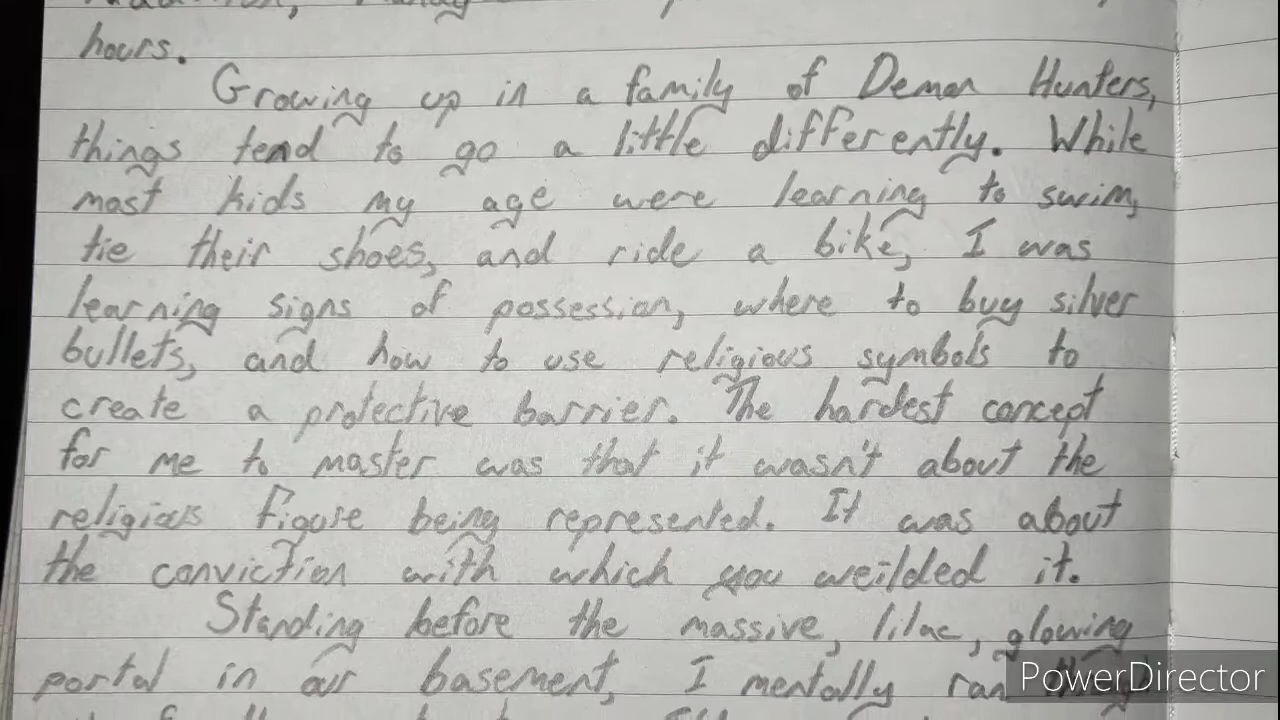 hours.
Growing up in a family of Demon Hunters,
things tend to go a little differently. While
most kids my age were learning to swim,
tie their shoes, and ride a bike, I was
learning signs of possession, where to buy silver
bullets, and how to use religious symbols to
create a protective barrier. The hardest concept
for me to master was that it wasn't about the
religious figure being represented. It was about
the conviction with which you weilded it.
Standing before the massive, lilac, glowing
portal in our basement, I mentally ran
PowerDirector